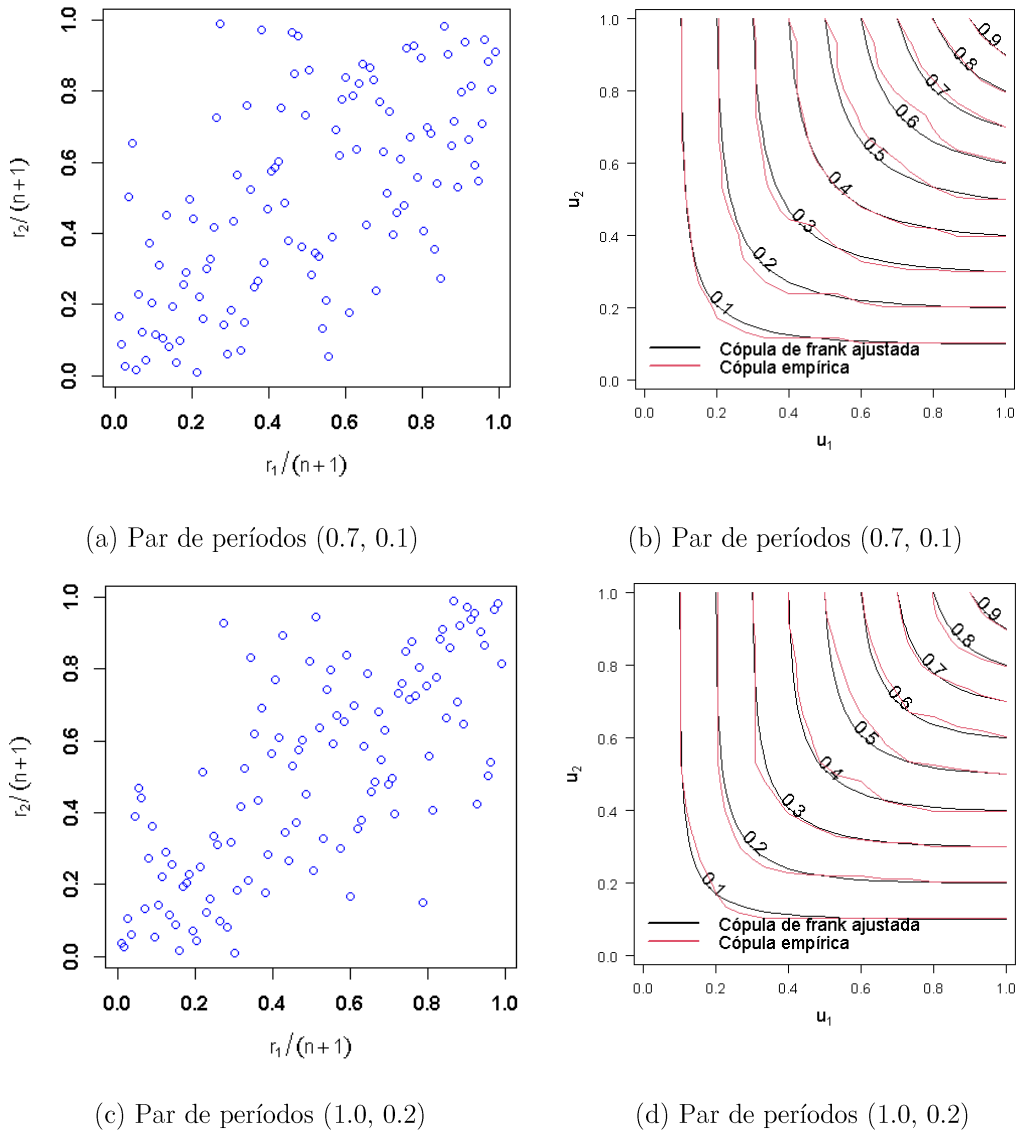 0.0 0.2 0.4 0.6 0.8 1.0
r2/(n+1)
0.0 0.2 0.4 0.6 0.8 1.0
r1/(n+1)
(a) Par de períodos (0.7, 0.1)
0.0 0.2 0.4 0.6 0.8 1.0
u2
0.1 0.2 0.3 0.4 0.5 0.6 0.7 0.8 0.9
Cópula de frank ajustada
Cópula empírica
0.0 0.2 0.4 0.6 0.8 1.0
u1
(b) Par de períodos (0.7, 0.1)
0.0 0.2 0.4 0.6 0.8 1.0
r2/(n+1)
0.0 0.2 0.4 0.6 0.8 1.0
r1/(n+1)
(c) Par de períodos (1.0, 0.2)
0.0 0.2 0.4 0.6 0.8 1.0
u2
0.1 0.2 0.3 0.4 0.5 0.6 0.7 0.8 0.9
Cópula de frank ajustada
Cópula empírica
0.0 0.2 0.4 0.6 0.8 1.0
u1
(d) Par de períodos (1.0, 0.2)